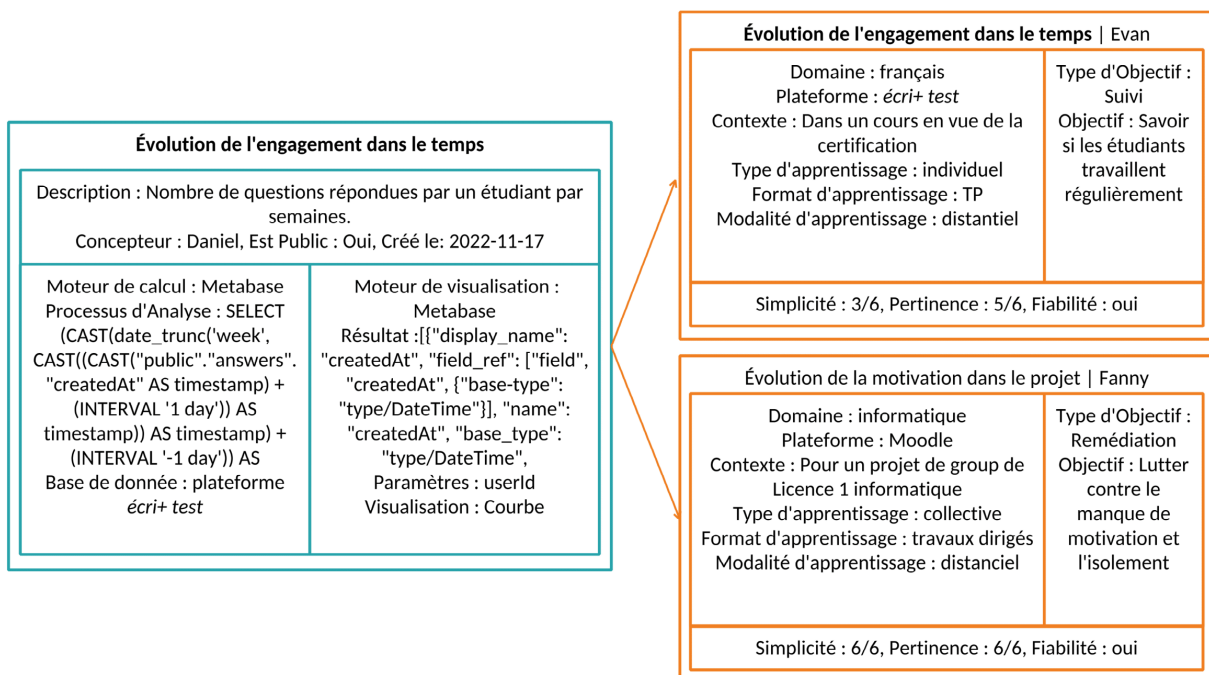 Évolution de l'engagement dans le temps
Description : Nombre de questions répondues par un étudiant par
semaines.
Concepteur : Daniel, Est Public : Oui, Créé le: 2022-11-17
Moteur de calcul : Metabase
Processus d'Analyse : SELECT
(CAST(date_trunc('week',
CAST((CAST("public"."answers".
"createdAt" AS timestamp) +
(INTERVAL '1 day')) AS
timestamp)) AS timestamp) +
(INTERVAL '-1 day')) AS
Base de donnée : plateforme
écri+ test
Moteur de visualisation :
Metabase
Résultat :[{"display_name":
"createdAt", "field_ref": ["field",
"createdAt", {"base-type":
"type/DateTime"}], "name":
"createdAt", "base_type":
"type/DateTime",
Paramètres : userId
Visualisation : Courbe
Évolution de l'engagement dans le temps | Evan
Domaine : français
Plateforme : écri+ test
Contexte : Dans un cours en vue de la
certification
Type d'apprentissage : individuel
Format d'apprentissage : TP
Modalité d'apprentissage : distantiel
Type d'Objectif :
Suivi
Objectif : Savoir
si les étudiants
travaillent
régulièrement
Simplicité : 3/6, Pertinence : 5/6, Fiabilité : oui
Évolution de la motivation dans le projet | Fanny
Domaine : informatique
Plateforme : Moodle
Contexte : Pour un projet de group de
Licence 1 informatique
Type d'apprentissage : collective
Format d'apprentissage : travaux dirigés
Modalité d'apprentissage : distanciel
Type d'Objectif :
Remédiation
Objectif : Lutter
contre le
manque de
motivation et
l'isolement
Simplicité : 6/6, Pertinence : 6/6, Fiabilité : oui